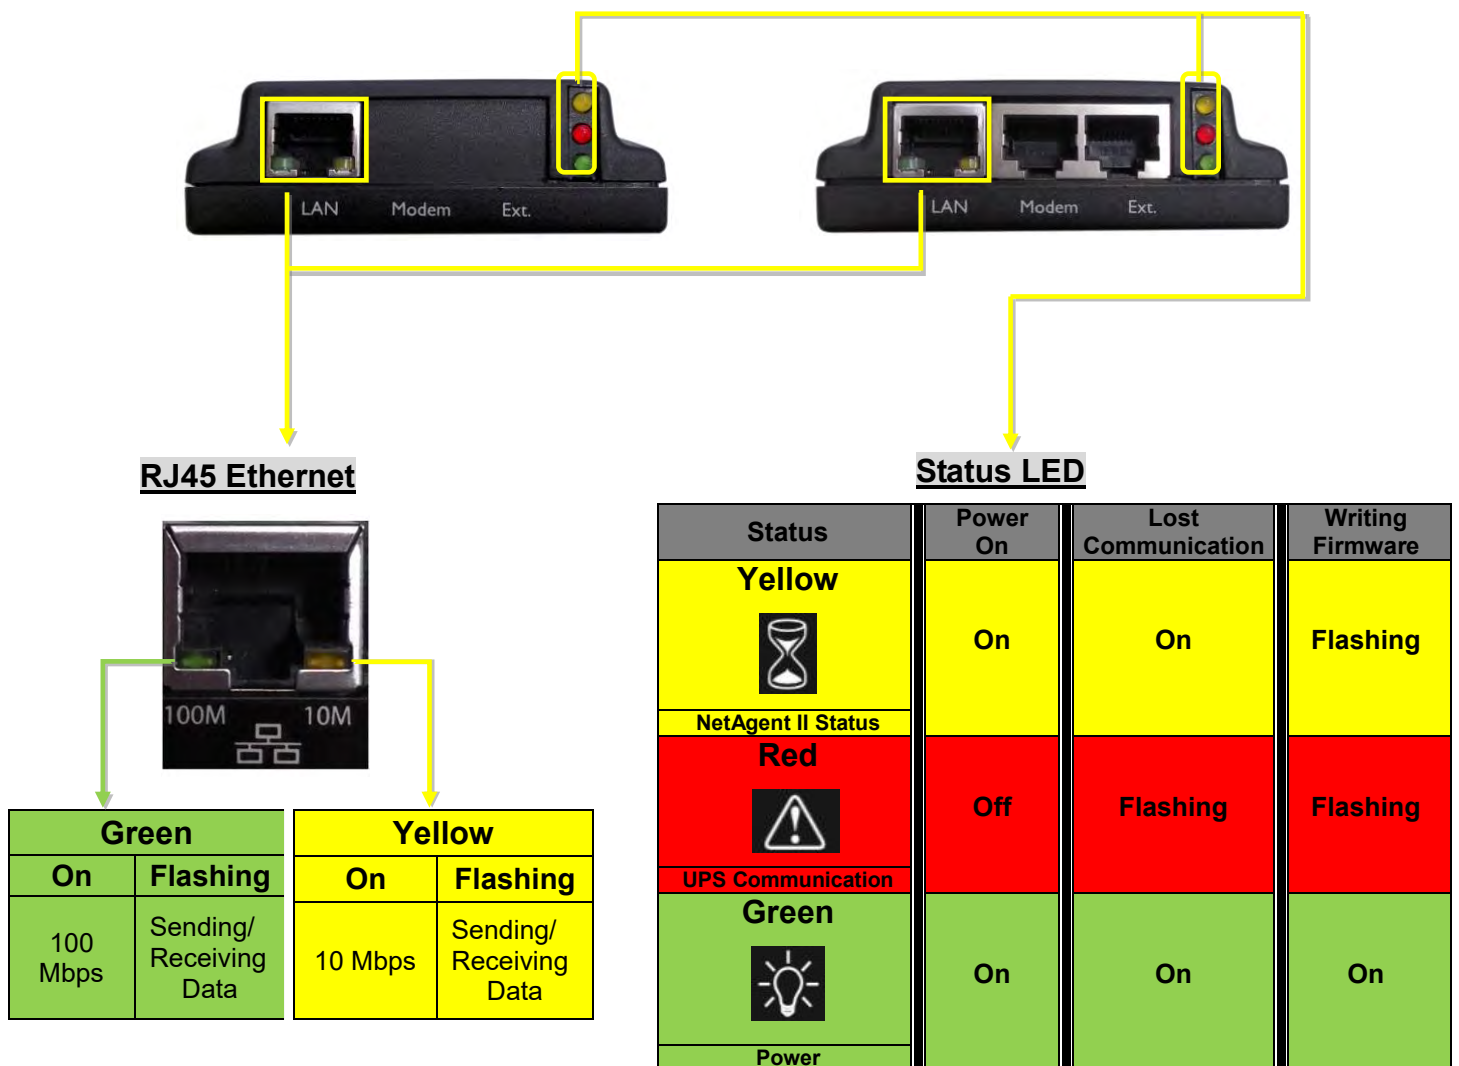 LAN Modem Ext.
LAN Modem Ext.
RJ45 Ethernet
100M 10M
Green
On Flashing
100
Mbps
Sending/
Receiving
Data
Yellow
On Flashing
10 Mbps
Sending/
Receiving
Data
Status LED
Status
Power
On
Lost
Communication
Writing
Firmware
Yellow
NetAgent II Status
On On Flashing
Red
UPS Communication
Off Flashing Flashing
Green
Power
On On On